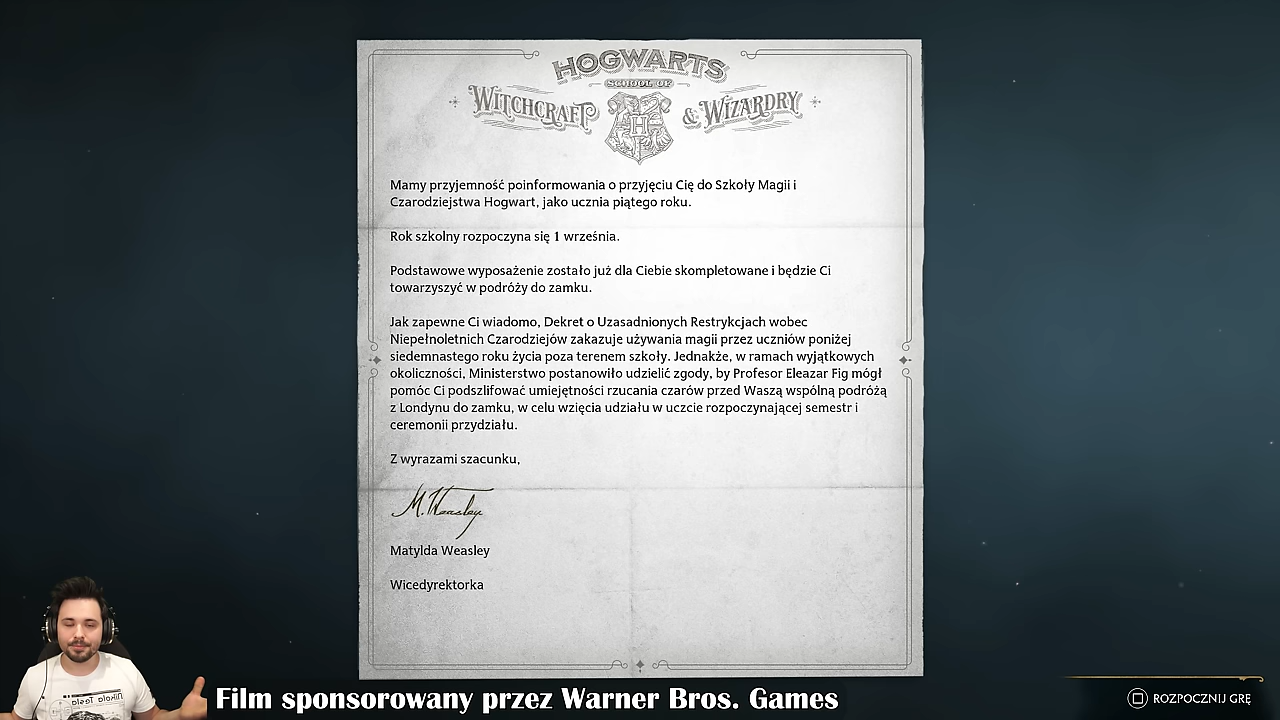 HOGWARTS
SCHOOL OF
WITCHCRAFT & WIZARDRY
H
Mamy przyjemność poinformowania o przyjęciu Cię do Szkoły Magii i
Czarodziejstwa Hogwart, jako ucznia piątego roku.
Rok szkolny rozpoczyna się 1 września.
Podstawowe wyposażenie zostało już dla Ciebie skompletowane i będzie Ci
towarzyszyć w podróży do zamku.
Jak zapewne Ci wiadomo, Dekret o Uzasadnionych Restrykcjach wobec
Niepełnoletnich Czarodziejów zakazuje używania magii przez uczniów poniżej
siedemnastego roku życia poza terenem szkoły. Jednakże, w ramach wyjątkowych
okoliczności, Ministerstwo postanowiło udzielić zgody, by Profesor Eleazar Fig mógł
pomóc Ci podszlifować umiejętności rzucania czarów przed Waszą wspólną podróżą
z Londynu do zamku, w celu wzięcia udziału w uczcie rozpoczynającej semestr i
ceremonii przydziału.
Z wyrazami szacunku,
M. Weasley
Matylda Weasley
Wicedyrektorka
Nikola Tesla
Film sponsorowany przez Warner Bros. Games
ROZPOCZNIJ GRĘ